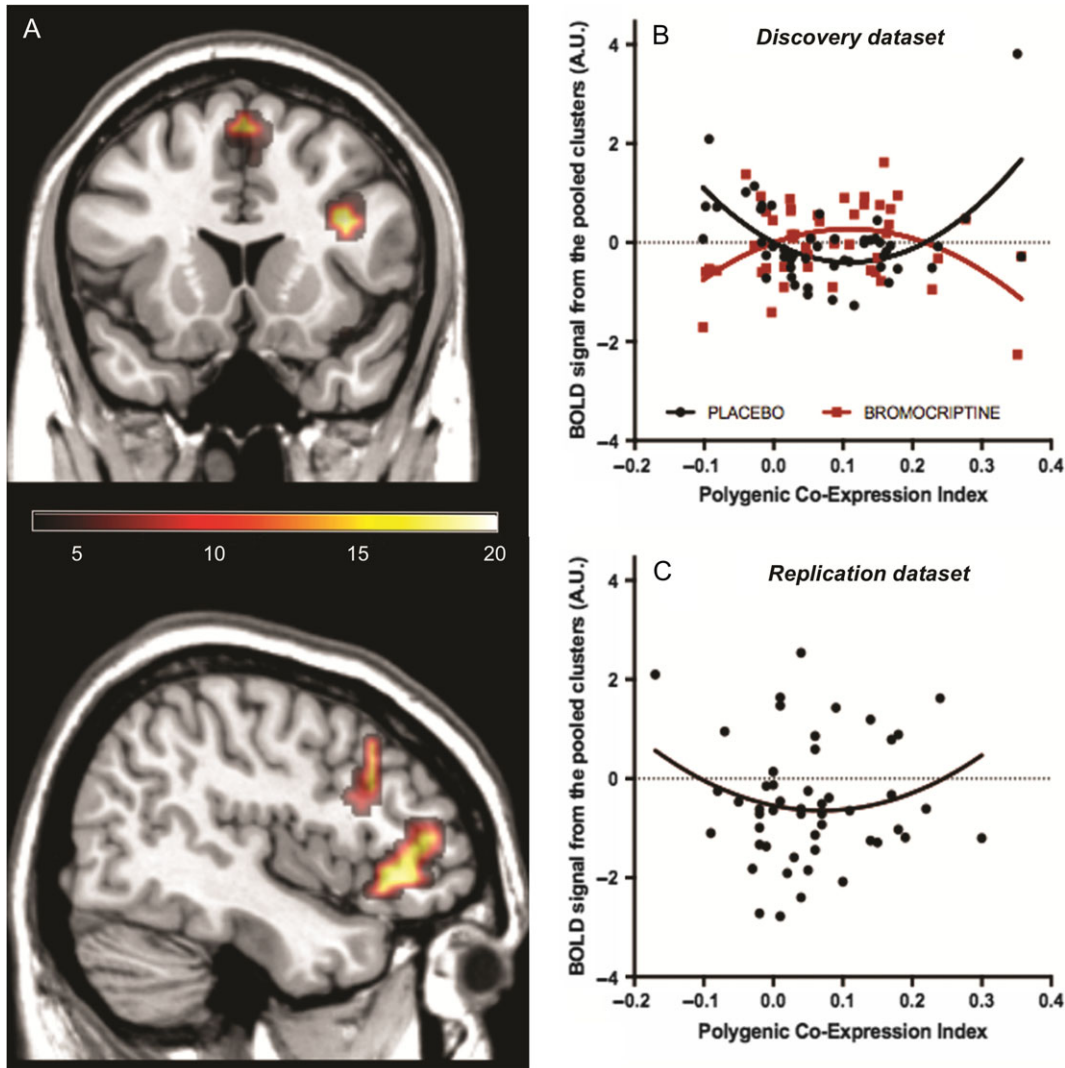 A
5 10 15 20
B
Discovery dataset
BOLD signal from the pooled clusters (A.U.)
4
2
0
−2
−4
PLACEBO BROMOCRIPTINE
−0.2 −0.1 0.0 0.1 0.2 0.3 0.4
Polygenic Co-Expression Index
C
Replication dataset
BOLD signal from the pooled clusters (A.U.)
4
2
0
−2
−4
−0.2 −0.1 0.0 0.1 0.2 0.3 0.4
Polygenic Co-Expression Index